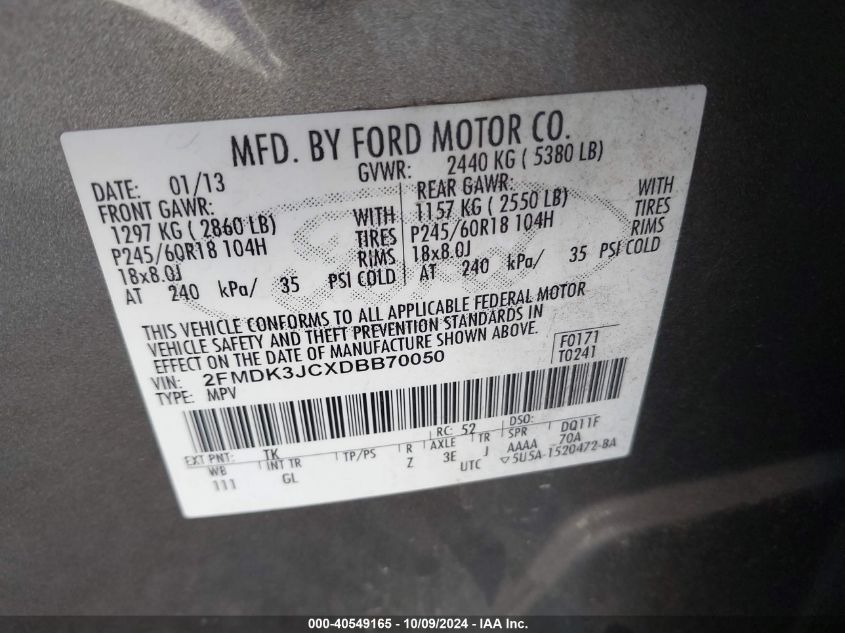 MFD. BY FORD MOTOR CO.
DATE: 01/13 GVWR: 2440 KG ( 5380 LB)
FRONT GAWR: REAR GAWR:
1297 KG ( 2860 LB) WITH 1157 KG ( 2550 LB) WITH
P245/60R18 104H TIRES P245/60R18 104H TIRES
18x8.0J RIMS 18x8.0J RIMS
AT 240 kPa/ 35 PSI COLD AT 240 kPa/ 35 PSI COLD
THIS VEHICLE CONFORMS TO ALL APPLICABLE FEDERAL MOTOR
VEHICLE SAFETY AND THEFT PREVENTION STANDARDS IN
EFFECT ON THE DATE OF MANUFACTURE SHOWN ABOVE.
F0171
VIN: 2FMDK3JCXDBB70050 T0241
TYPE: MPV
EXT PNT: TK RC: 52 DSO: DQ11F
WB INT TR TP/PS R AXLE TR SPR 70A
111 GL Z 3E J AAAA
UTC ▽5U5A-1520472-BA
000-40549165 - 10/09/2024 - IAA Inc.